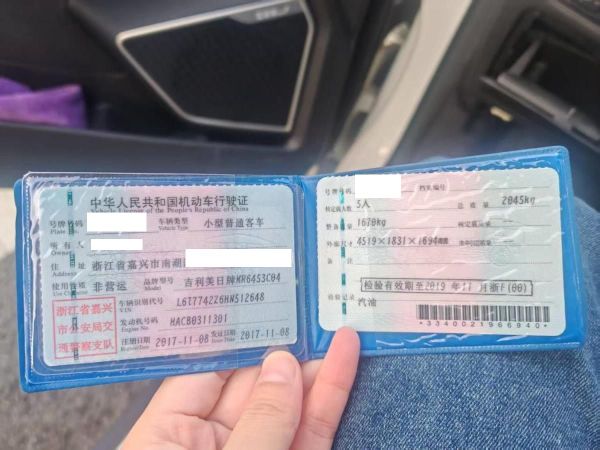 中华人民共和国机动车行驶证
Vehicle License of the People's Republic of China
号牌号码
Plate
车辆类型
Vehicle Type
小型普通客车
所有人
Owner
住址
Address
浙江省嘉兴市南湖
使用性质
Use Character
非营运
品牌型号
Model
吉利美日牌MR6453C04
浙江省嘉兴
市公安局交
通警察支队
车辆识别代号
VIN
L6T7742Z6HN512648
发动机号码
Engine No.
HACB0311301
注册日期
Register Date
2017-11-08
发证日期
Issue Date
2017-11-08
号牌号码
档案编号
核定载人数
5人
总质量
2045kg
整备质量
1670kg
核定载质量
外廓尺寸
4519×1831×1694mm
准牵引总质量
备注
检验有效期至2019年11月浙F(00)
检验记录
汽油
*3340021966940*